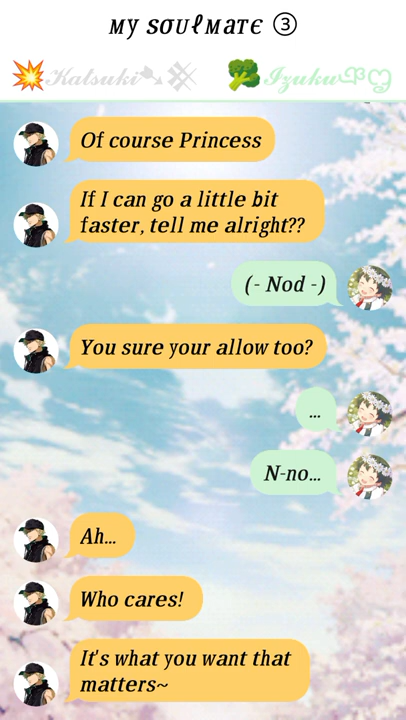 my soulmate ③
💥Katsuki➷※ 🥦Izukuஐღ
Of course Princess
If I can go a little bit
faster, tell me alright??
(- Nod -)
You sure your allow too?
...
N-no...
Ah...
Who cares!
It's what you want that
matters~